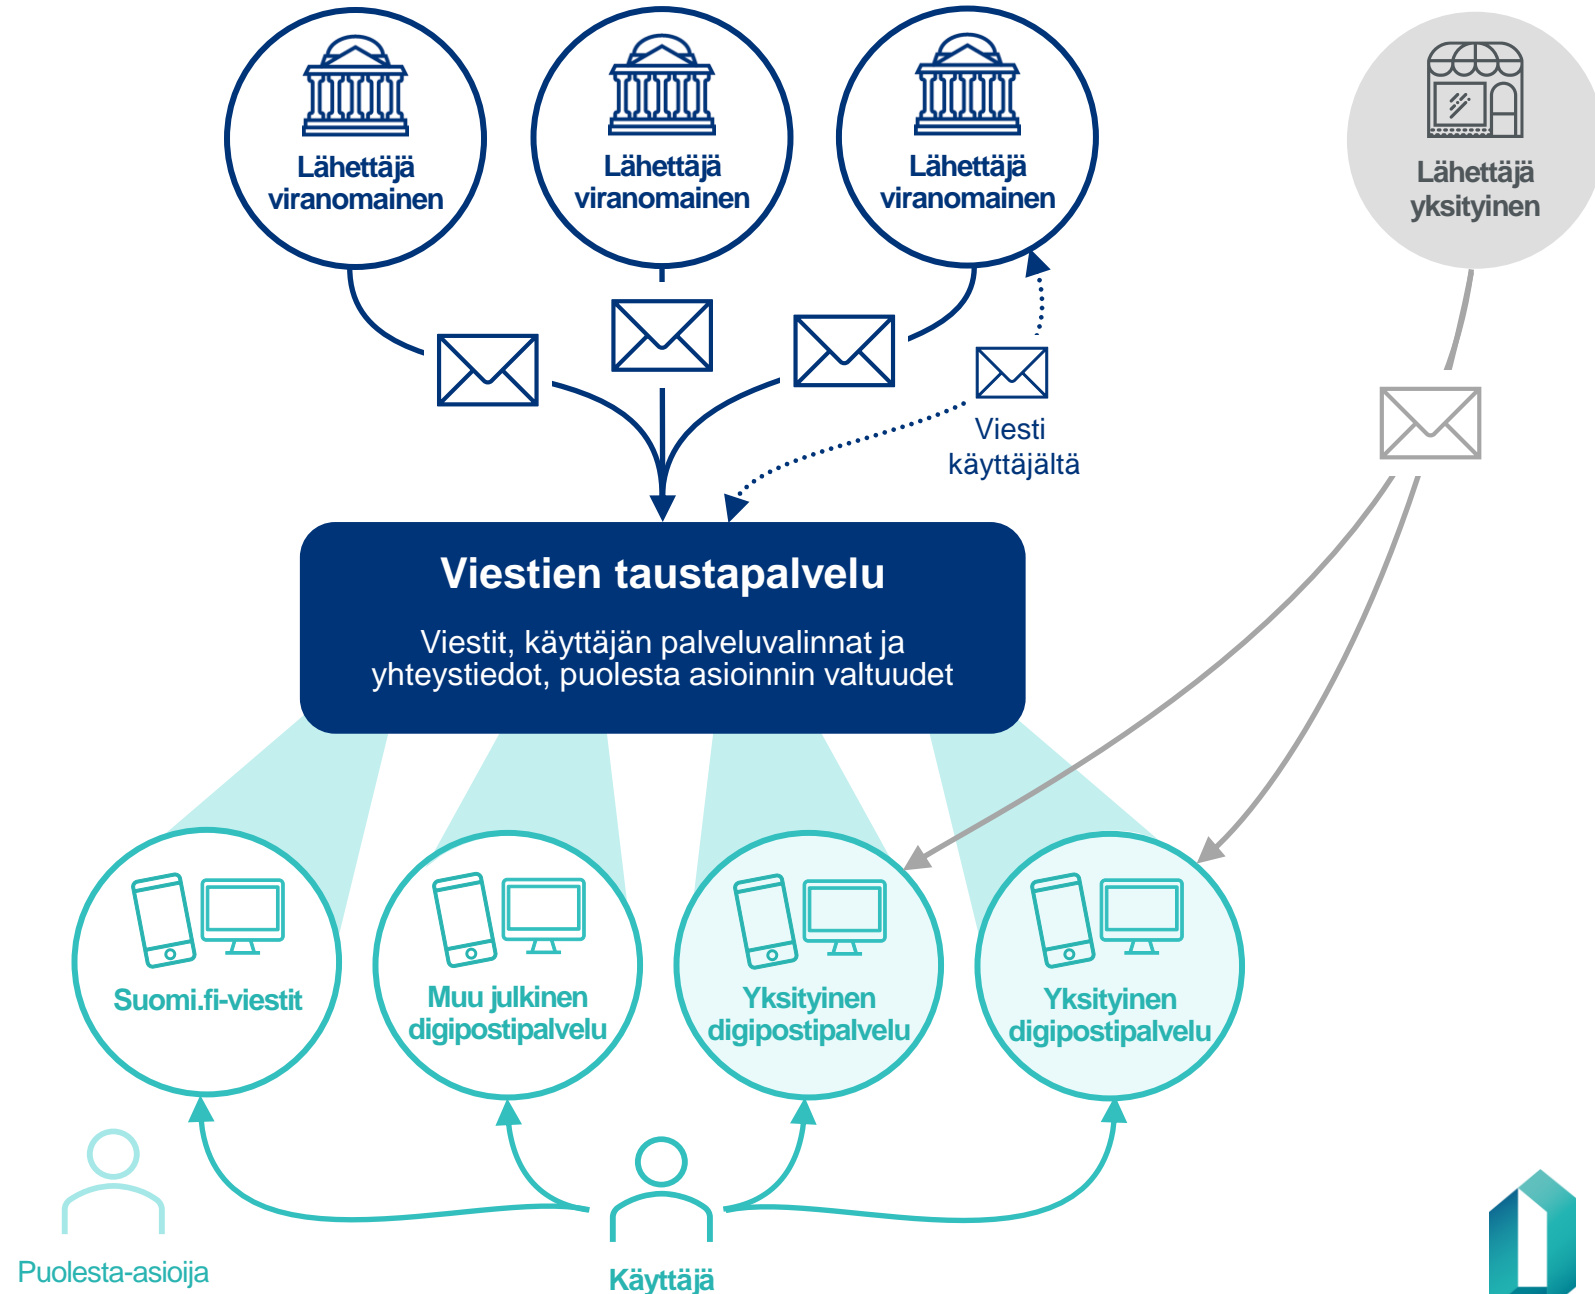 Lähettäjä
viranomainen
Lähettäjä
viranomainen
Lähettäjä
viranomainen
Lähettäjä
yksityinen
Viesti
käyttäjältä
Viestien taustapalvelu
Viestit, käyttäjän palveluvalinnat ja
yhteystiedot, puolesta asioinnin valtuudet
Suomi.fi-viestit
Muu julkinen
digipostipalvelu
Yksityinen
digipostipalvelu
Yksityinen
digipostipalvelu
Puolesta-asioija
Käyttäjä